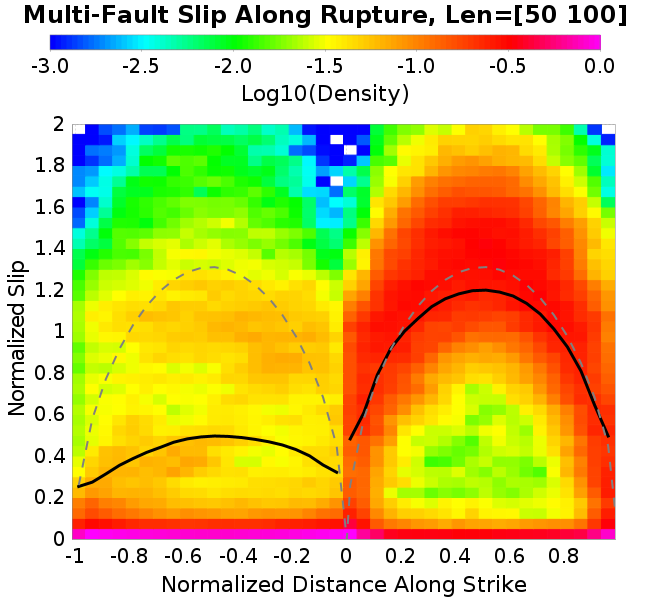 Multi-Fault Slip Along Rupture, Len=[50 100]
-3.0 -2.5 -2.0 -1.5 -1.0 -0.5 0.0
Log10(Density)
2
1.8
1.6
1.4
1.2
1
0.8
0.6
0.4
0.2
0
Normalized Slip
-1 -0.8 -0.6 -0.4 -0.2 0 0.2 0.4 0.6 0.8
Normalized Distance Along Strike